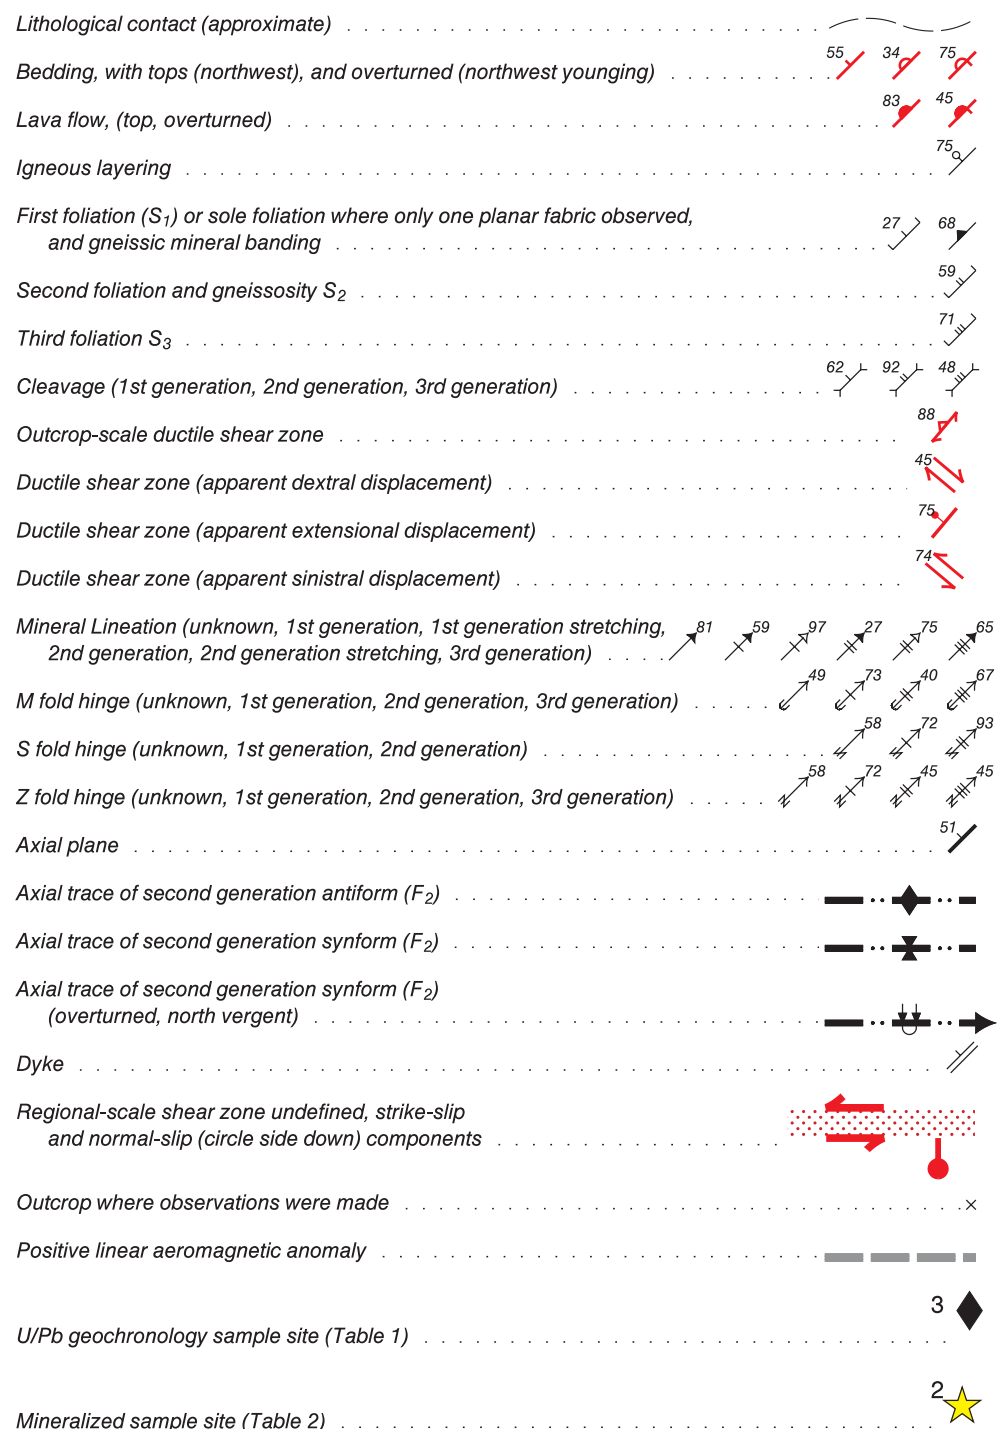 Lithological contact (approximate)
55 34 75
Bedding, with tops (northwest), and overturned (northwest younging)
83 45
Lava flow, (top, overturned)
75
Igneous layering
First foliation (S1) or sole foliation where only one planar fabric observed,
27 68
and gneissic mineral banding
59
Second foliation and gneissosity S2
71
Third foliation S3
62 92 48
Cleavage (1st generation, 2nd generation, 3rd generation)
88
Outcrop-scale ductile shear zone
45
Ductile shear zone (apparent dextral displacement)
75
Ductile shear zone (apparent extensional displacement)
74
Ductile shear zone (apparent sinistral displacement)
Mineral Lineation (unknown, 1st generation, 1st generation stretching, 81 59 97 27 75 65
2nd generation, 2nd generation stretching, 3rd generation)
49 73 40 67
M fold hinge (unknown, 1st generation, 2nd generation, 3rd generation)
58 72 93
S fold hinge (unknown, 1st generation, 2nd generation)
58 72 45 45
Z fold hinge (unknown, 1st generation, 2nd generation, 3rd generation)
51
Axial plane
Axial trace of second generation antiform (F2)
Axial trace of second generation synform (F2)
Axial trace of second generation synform (F2)
(overturned, north vergent)
Dyke
Regional-scale shear zone undefined, strike-slip
and normal-slip (circle side down) components
Outcrop where observations were made
Positive linear aeromagnetic anomaly
3
U/Pb geochronology sample site (Table 1)
2
Mineralized sample site (Table 2)